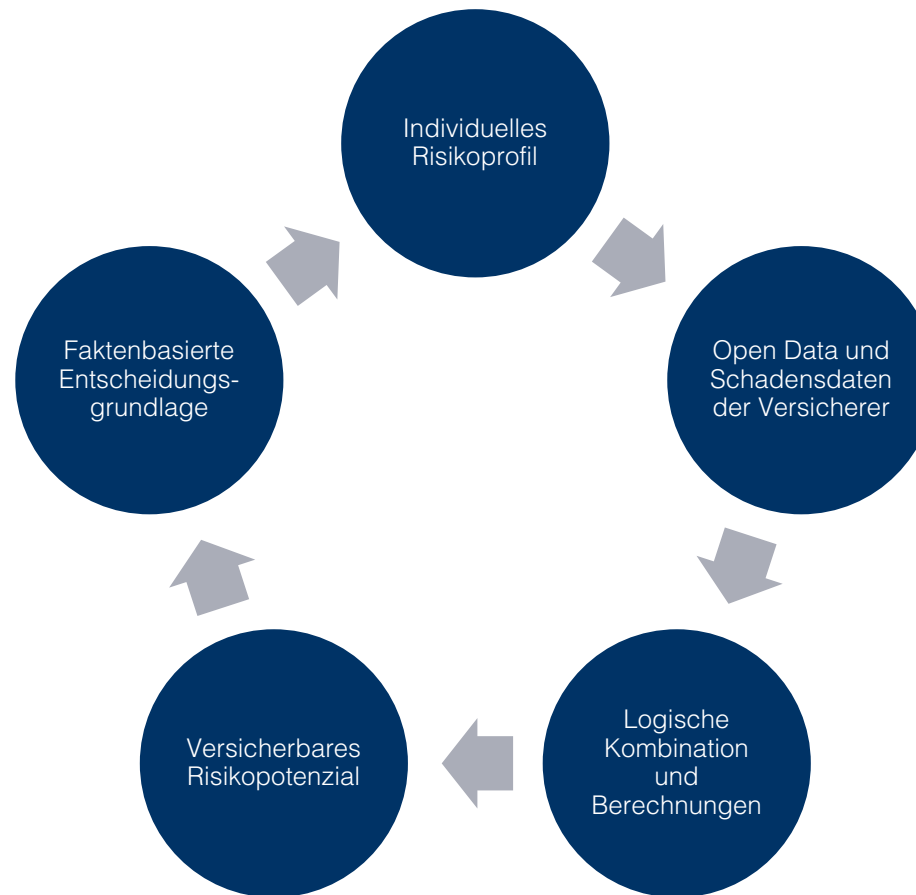 Individuelles
Risikoprofil
Open Data und
Schadensdaten
der Versicherer
Logische
Kombination
und
Berechnungen
Versicherbares
Risikopotenzial
Faktenbasierte
Entscheidungs-
grundlage